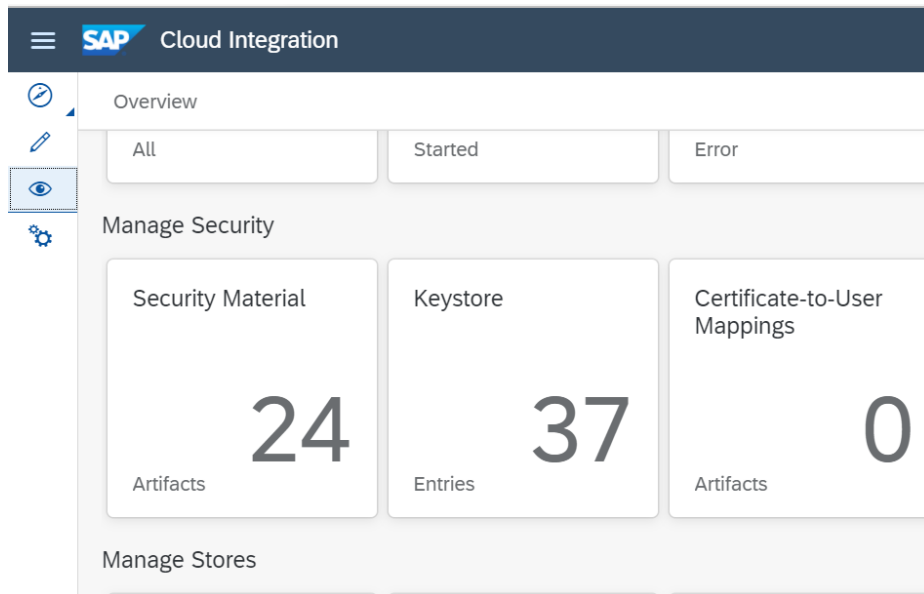 SAP Cloud Integration
Overview
All
Started
Error
Manage Security
Security Material
Keystore
Certificate-to-User
Mappings
24
37
0
Artifacts
Entries
Artifacts
Manage Stores